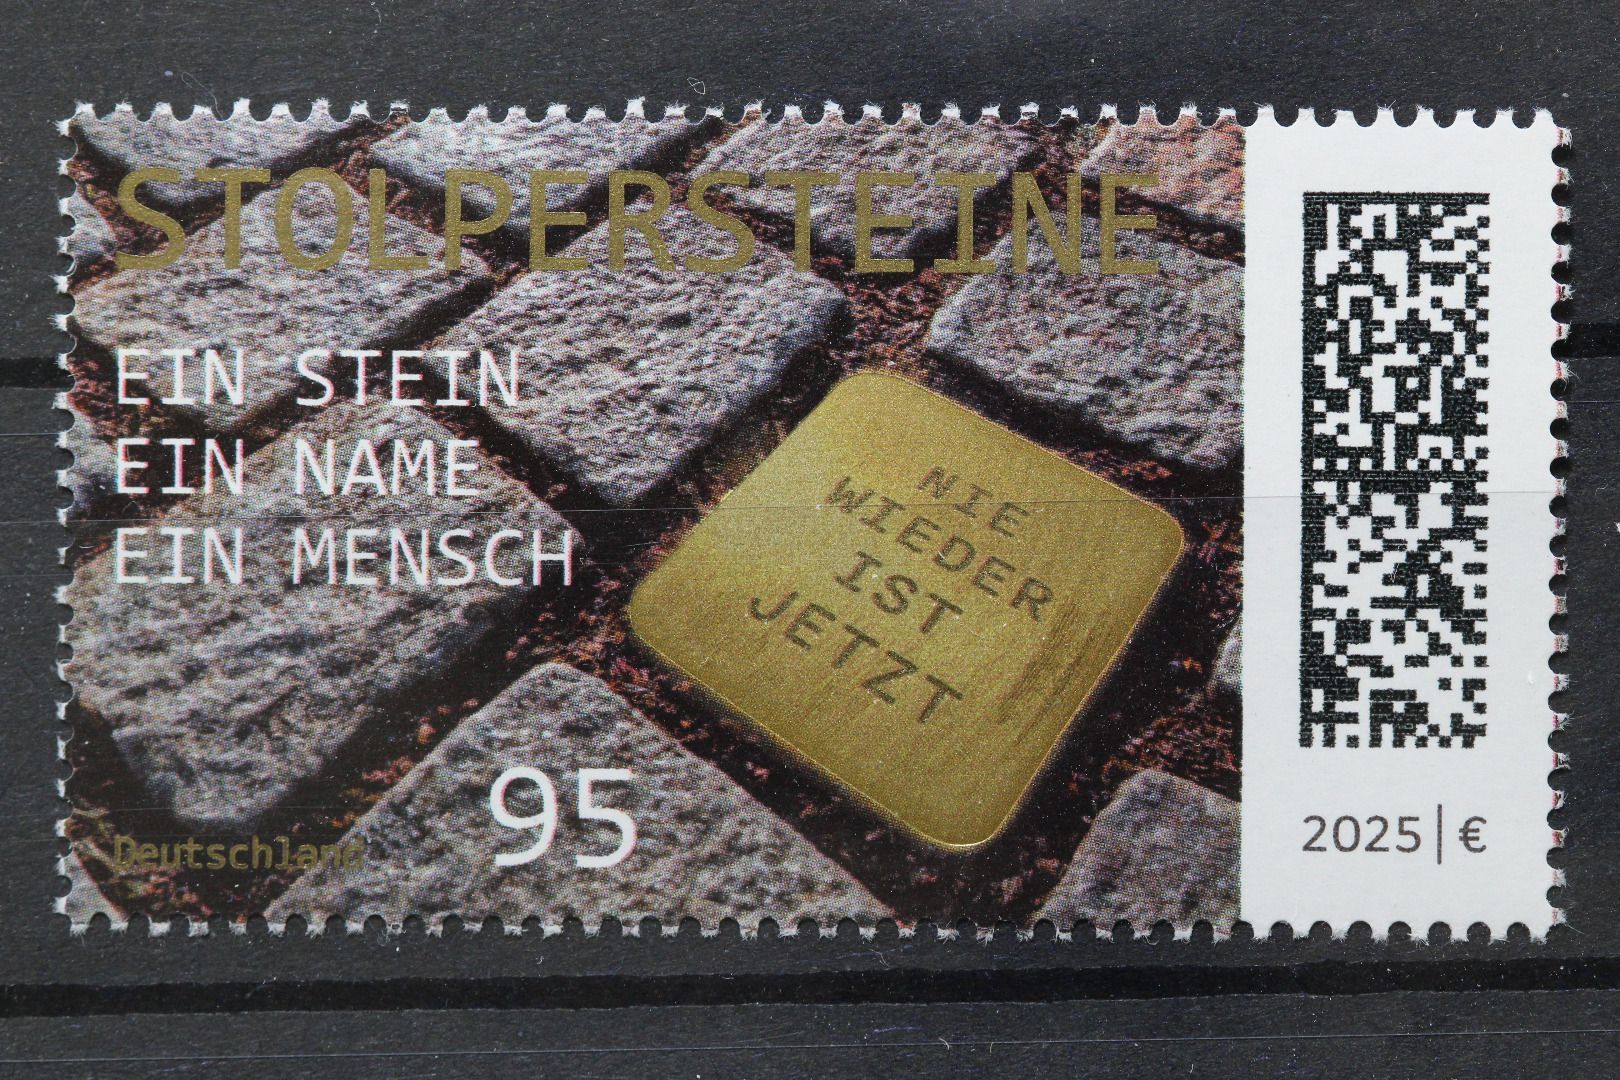 STOLPERSTEINE
EIN STEIN
EIN NAME
EIN MENSCH
NIE
WIEDER
IST
JETZT
95
Deutschland
2025 | €